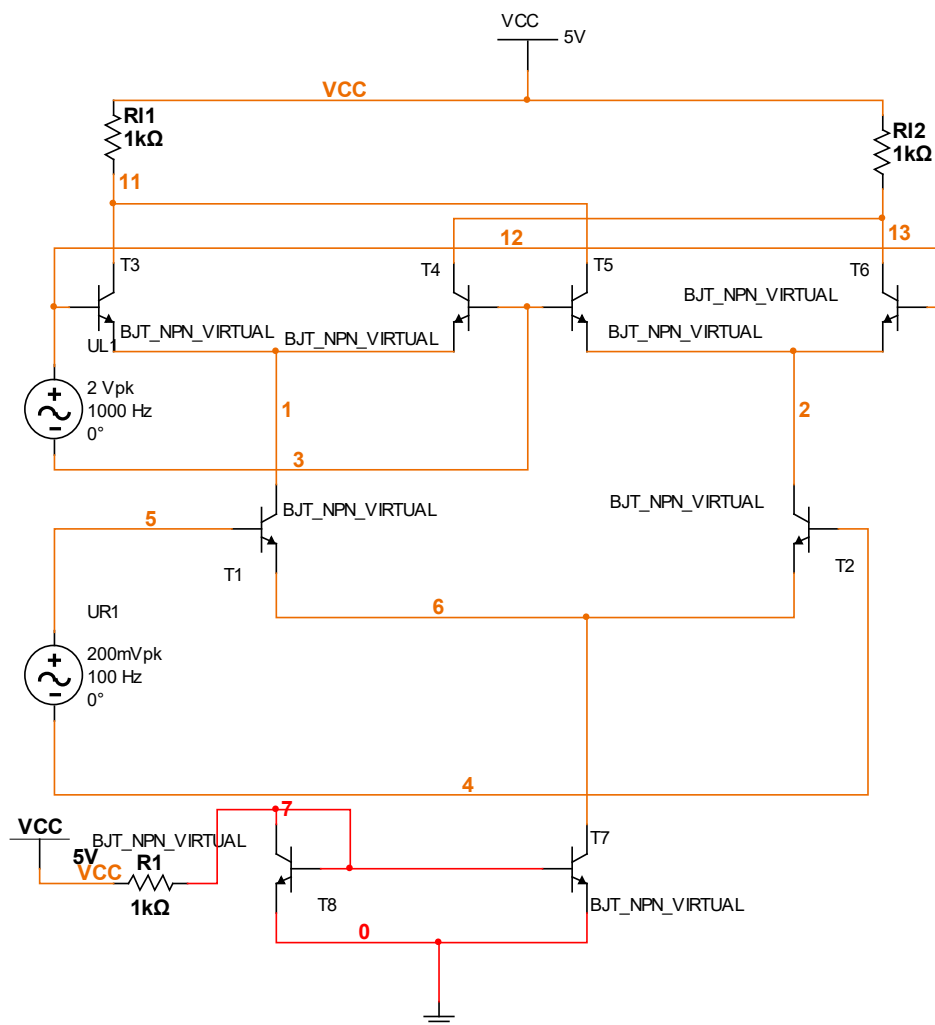 VCC
5V
VCC
RI1
1kΩ
RI2
1kΩ
11
12
13
T3
T4
T5
T6
BJT_NPN_VIRTUAL
BJT_NPN_VIRTUAL
BJT_NPN_VIRTUAL
BJT_NPN_VIRTUAL
UL1
2 Vpk
1000 Hz
0°
1
2
3
BJT_NPN_VIRTUAL
BJT_NPN_VIRTUAL
5
T1
T2
6
UR1
200mVpk
100 Hz
0°
4
7
VCC
BJT_NPN_VIRTUAL
T7
5V
VCC
R1
1kΩ
T8
BJT_NPN_VIRTUAL
0